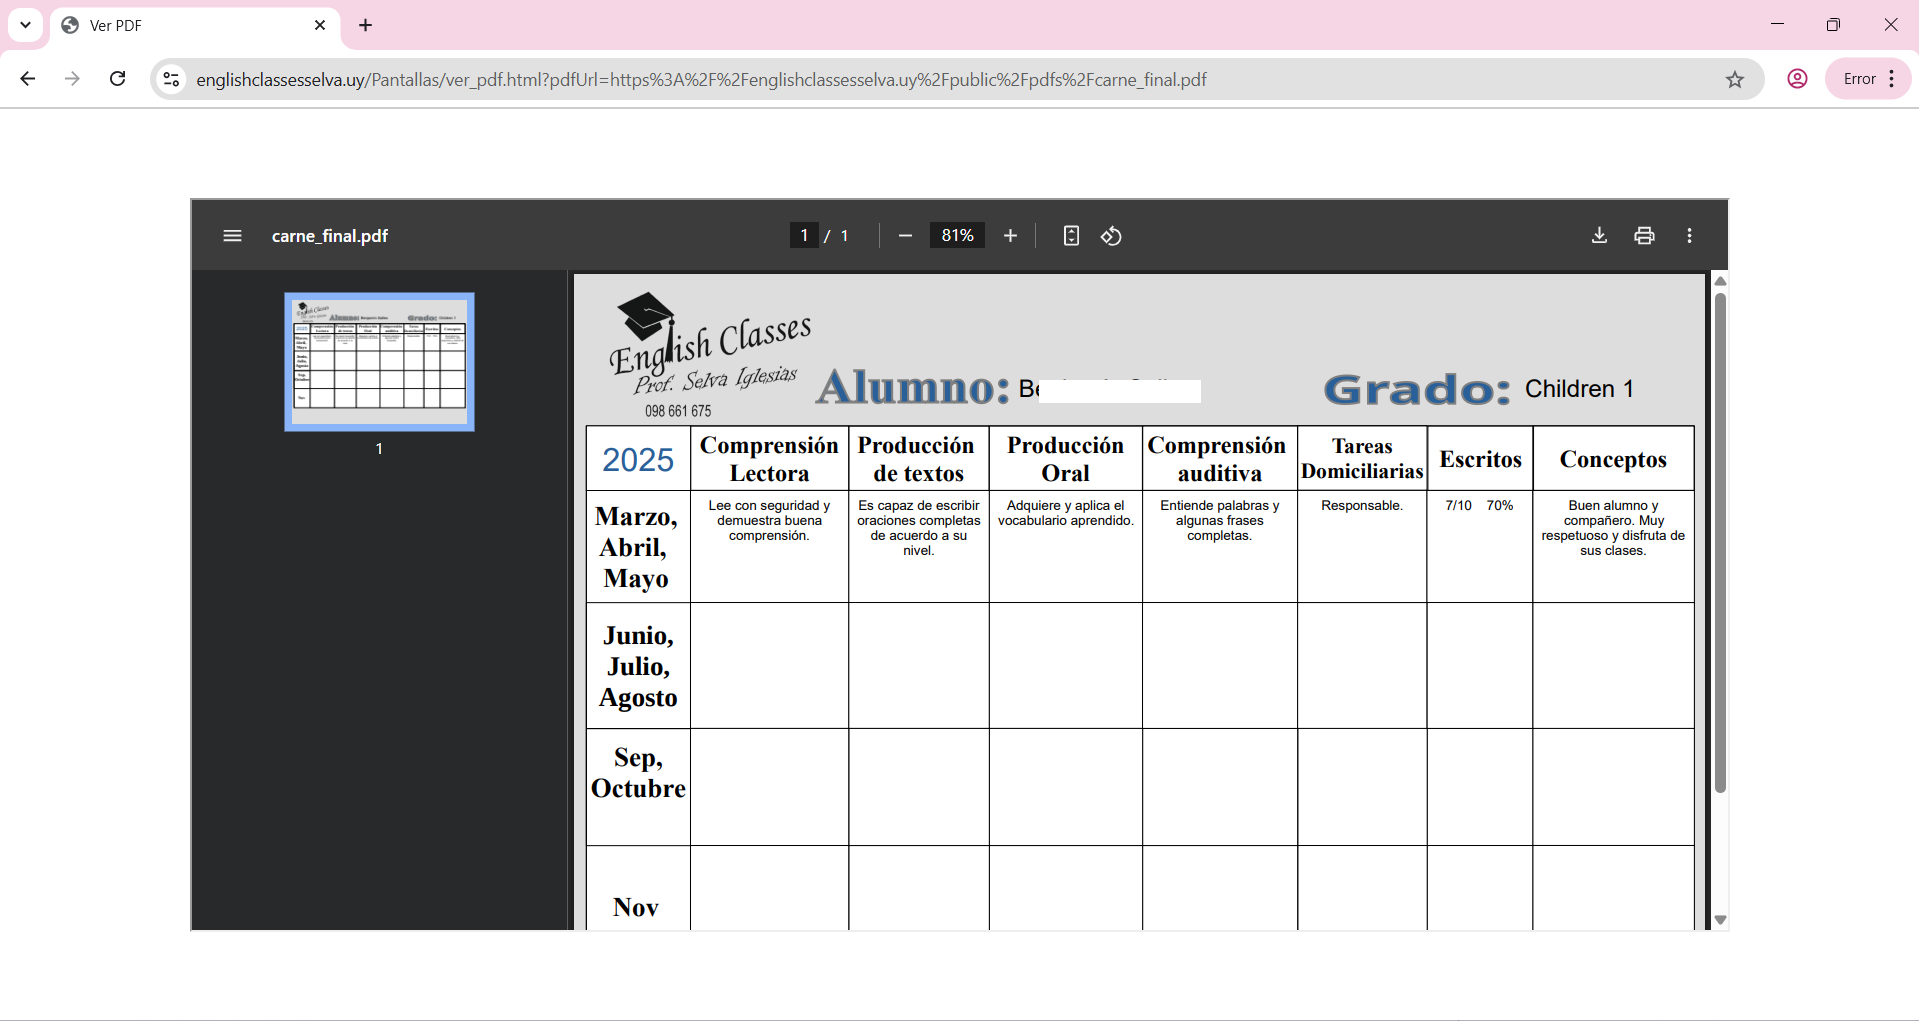 Ver PDF
englishclassesselva.uy/Pantallas/ver_pdf.html?pdfUrl=https%3A%2F%2Fenglishclassesselva.uy%2Fpublic%2Fpdfs%2Fcarne_final.pdf
Error
carne_final.pdf
1 / 1
81%
1
English Classes
Prof. Selva Iglesias
098 661 675
Alumno:
Grado: Children 1
2025
Comprensión
Lectora
Producción
de textos
Producción
Oral
Comprensión
auditiva
Tareas
Domiciliarias
Escritos
Conceptos
Marzo,
Abril,
Mayo
Lee con seguridad y
demuestra buena
comprensión.
Es capaz de escribir
oraciones completas
de acuerdo a su
nivel.
Adquiere y aplica el
vocabulario aprendido.
Entiende palabras y
algunas frases
completas.
Responsable.
7/10 70%
Buen alumno y
compañero. Muy
respetuoso y disfruta de
sus clases.
Junio,
Julio,
Agosto
Sep,
Octubre
Nov